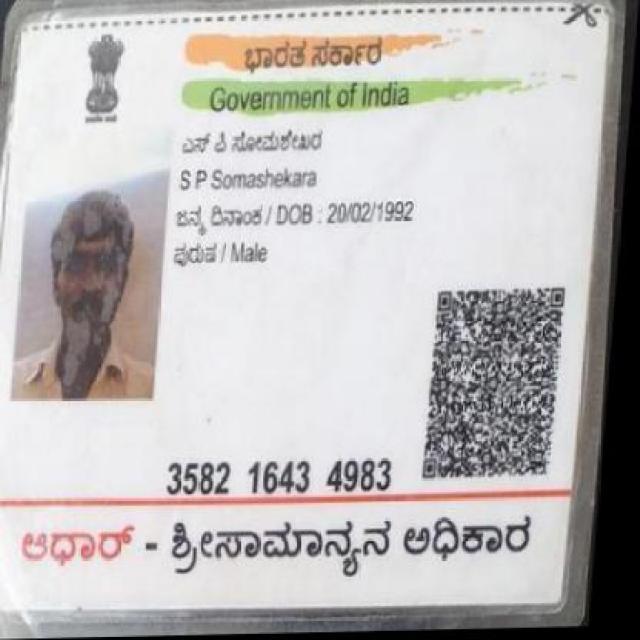 ಭಾರತ ಸರ್ಕಾರ
Government of India
ಎಸ್ ಪಿ ಸೋಮಶೇಖರ
S P Somashekara
ಜನ್ಮ ದಿನಾಂಕ / DOB : 20/02/1992
ಪುರುಷ / Male
3582 1643 4983
ಆಧಾರ್ - ಶ್ರೀಸಾಮಾನ್ಯನ ಅಧಿಕಾರ